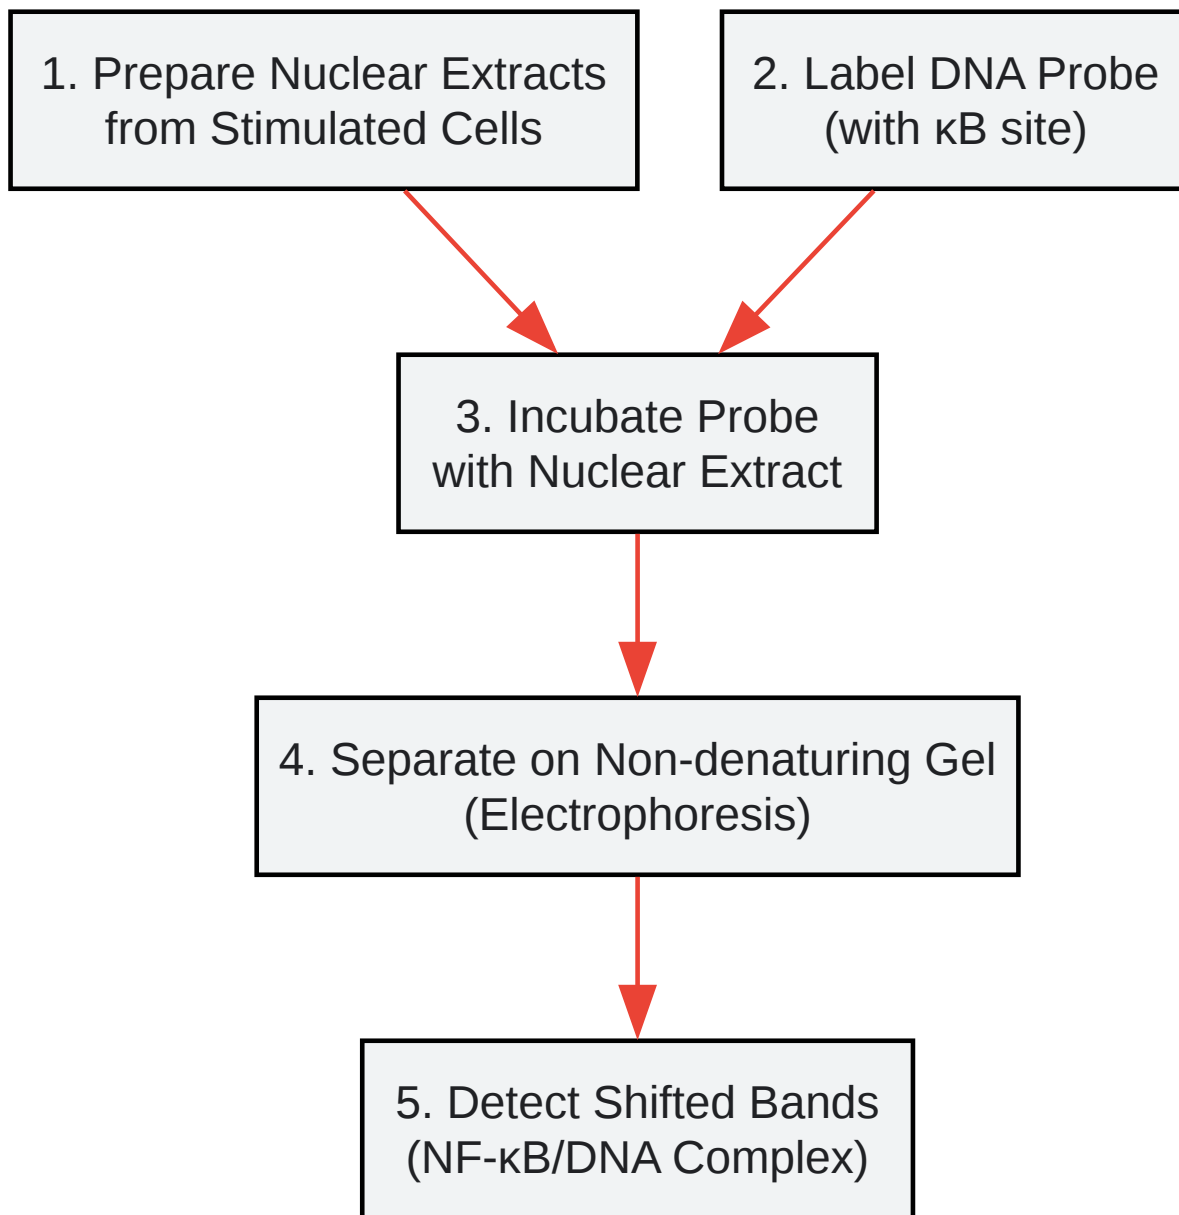 1. Prepare Nuclear Extracts
from Stimulated Cells
2. Label DNA Probe
(with κB site)
3. Incubate Probe
with Nuclear Extract
4. Separate on Non-denaturing Gel
(Electrophoresis)
5. Detect Shifted Bands
(NF-κB/DNA Complex)